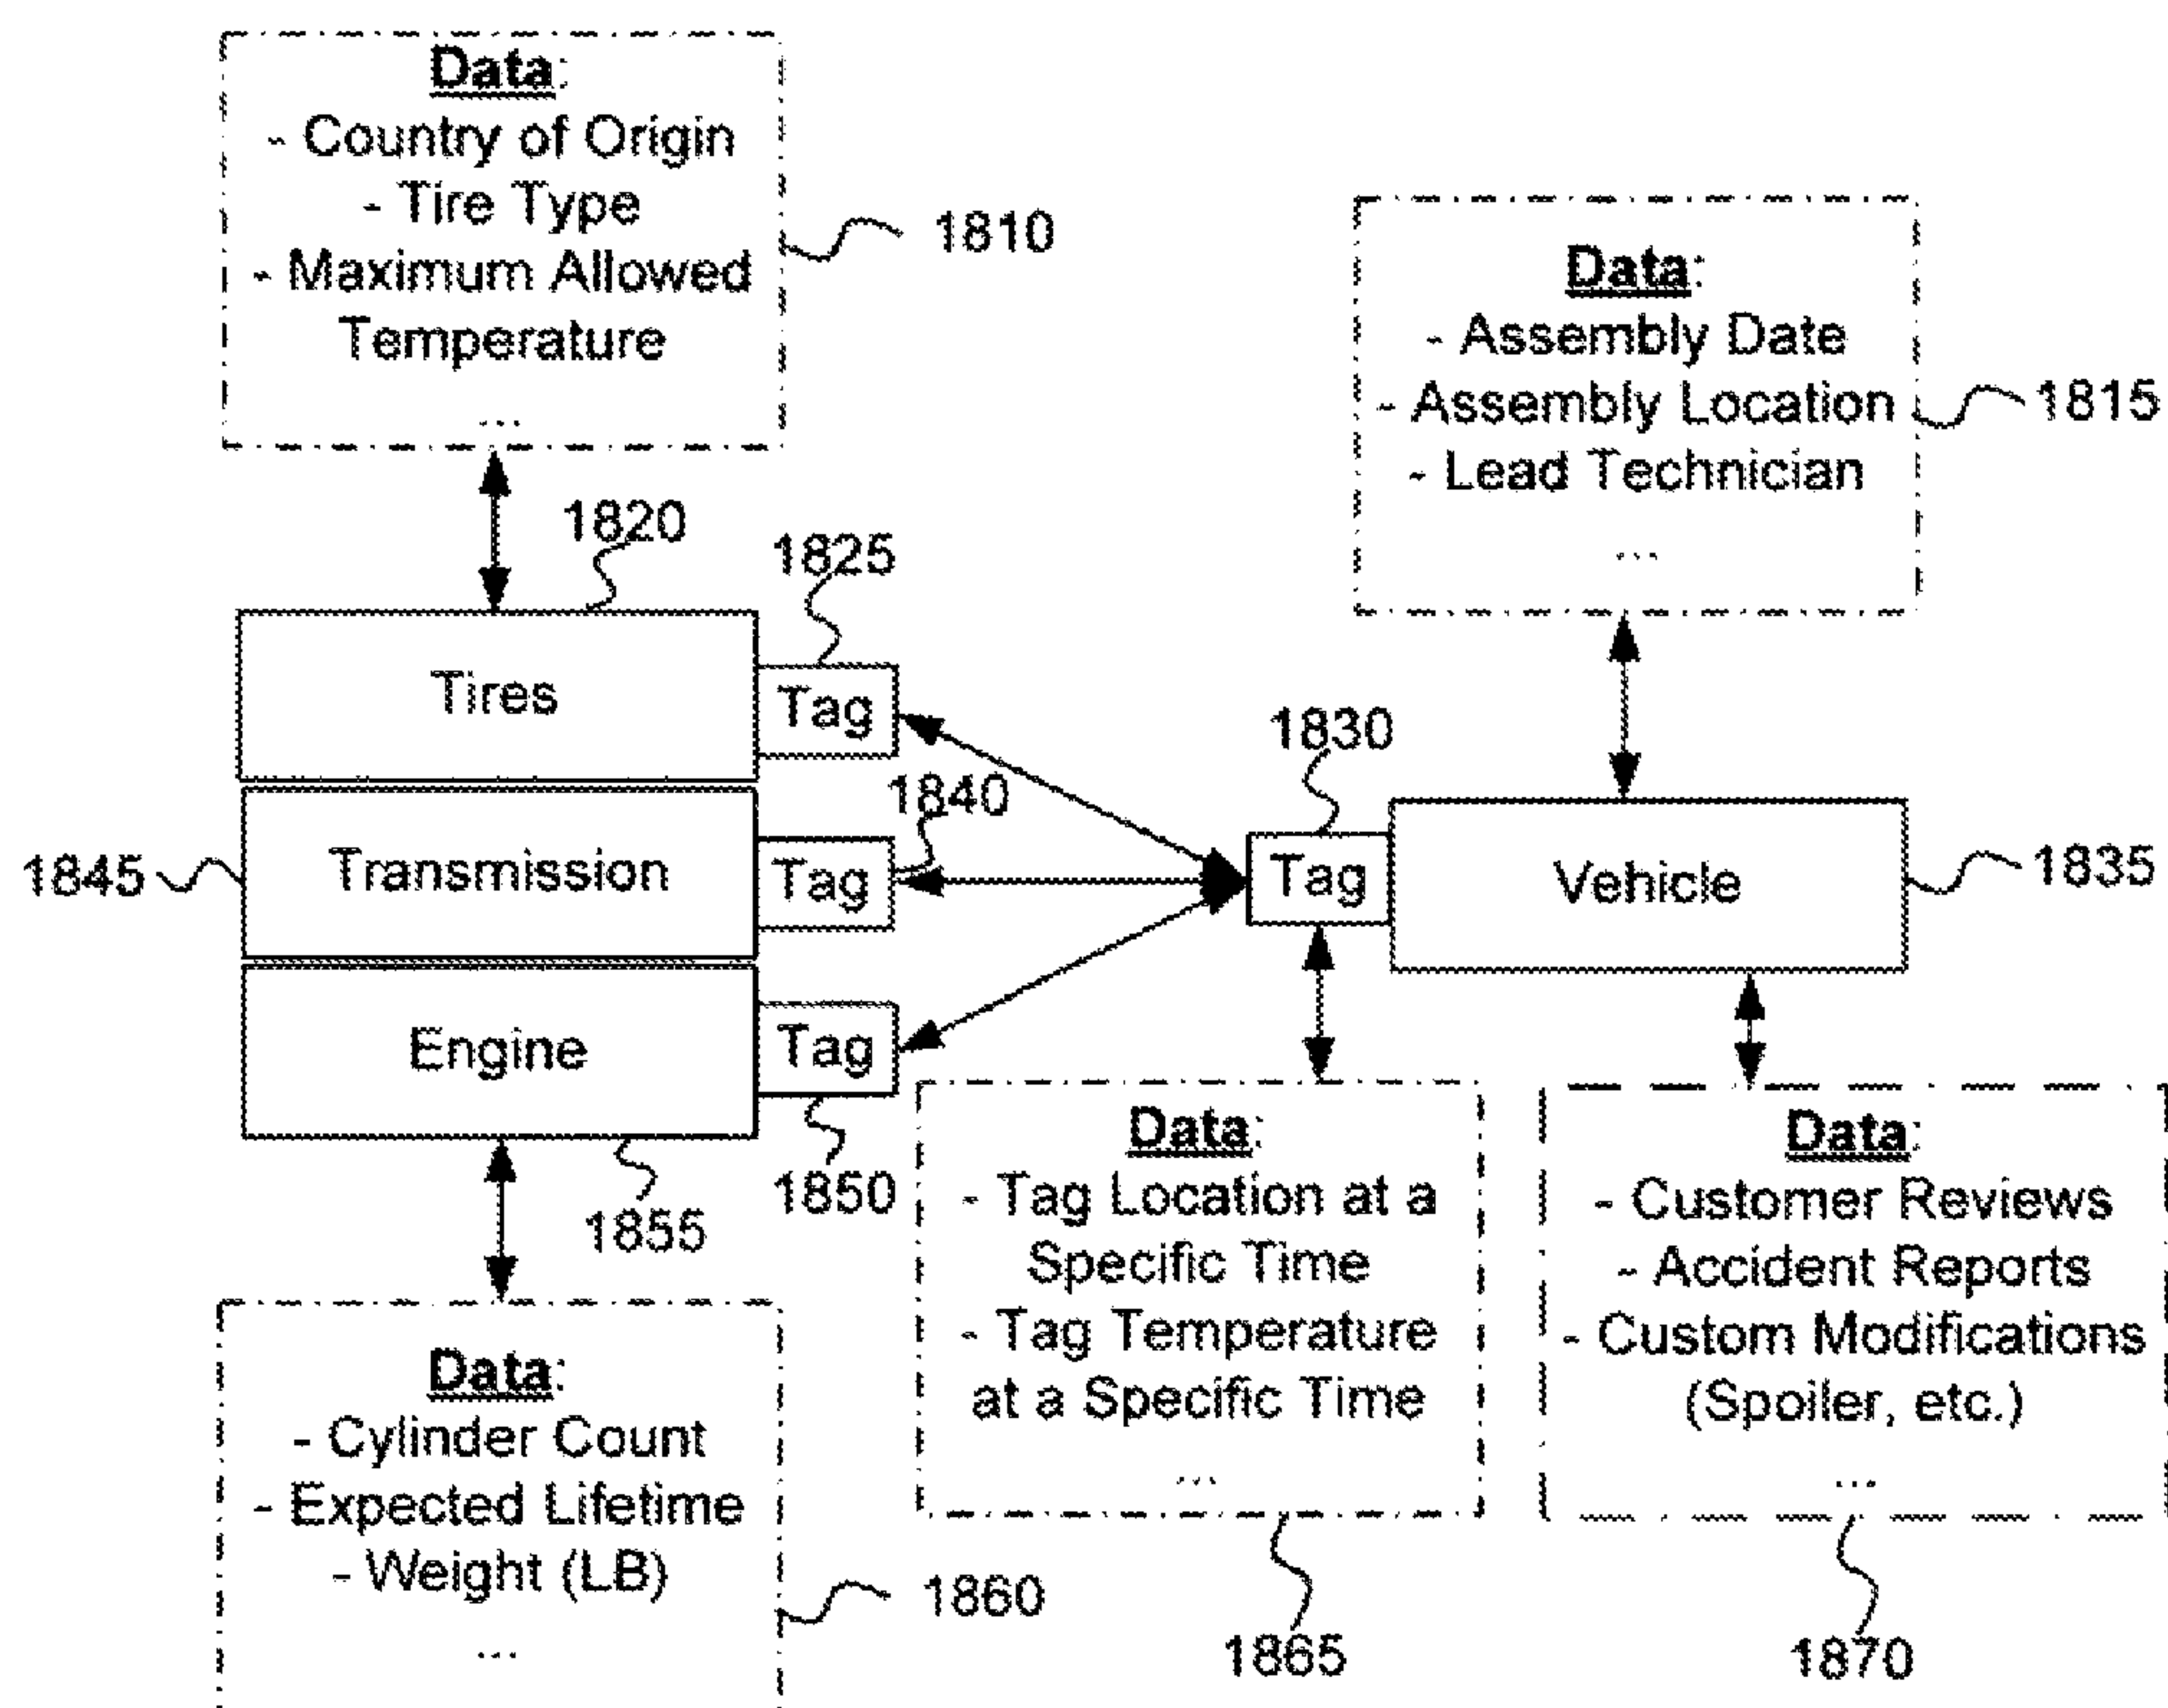 Data:
- Country of Origin
- Tire Type
- Maximum Allowed
Temperature
...
1810
Data:
- Assembly Date
- Assembly Location
- Lead Technician
...
1815
1820
1825
Tires
Tag
1830
1840
1845
Transmission
Tag
Tag
Vehicle
1835
Engine
Tag
1850
1855
Data:
- Tag Location at a
Specific Time
- Tag Temperature
at a Specific Time
...
1865
Data:
- Customer Reviews
- Accident Reports
- Custom Modifications
(Spoiler, etc.)
...
1870
Data:
- Cylinder Count
- Expected Lifetime
- Weight (LB)
...
1860